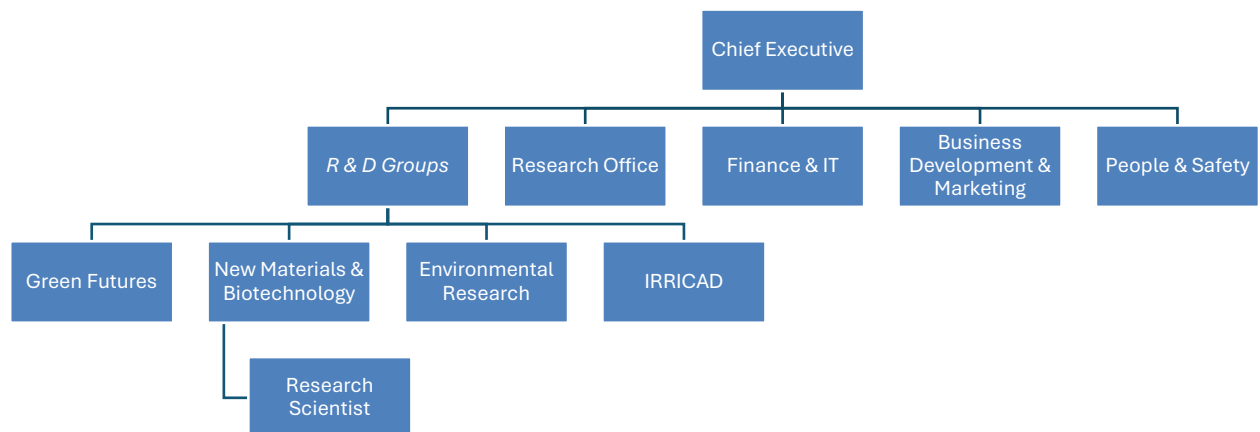 Chief Executive
R & D Groups
Research Office
Finance & IT
Business
Development &
Marketing
People & Safety
Green Futures
New Materials &
Biotechnology
Environmental
Research
IRRICAD
Research
Scientist